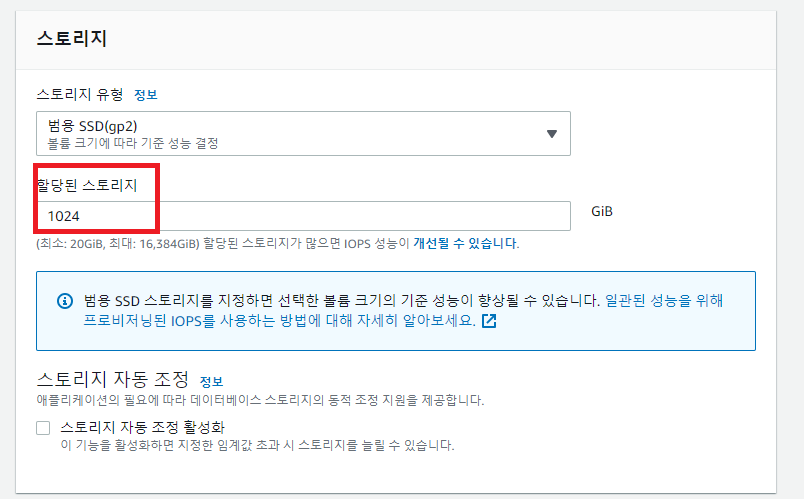 스토리지
스토리지 유형 정보
범용 SSD(gp2)
볼륨 크기에 따라 기준 성능 결정
할당된 스토리지
1024 GiB
(최소: 20GiB, 최대: 16,384GiB) 할당된 스토리지가 많으면 IOPS 성능이 개선될 수 있습니다.
범용 SSD 스토리지를 지정하면 선택한 볼륨 크기의 기준 성능이 향상될 수 있습니다. 일관된 성능을 위해
프로비저닝된 IOPS를 사용하는 방법에 대해 자세히 알아보세요.
스토리지 자동 조정 정보
애플리케이션의 필요에 따라 데이터베이스 스토리지의 동적 조정 지원을 제공합니다.
스토리지 자동 조정 활성화
이 기능을 활성화하면 지정한 임계값 초과 시 스토리지를 늘릴 수 있습니다.